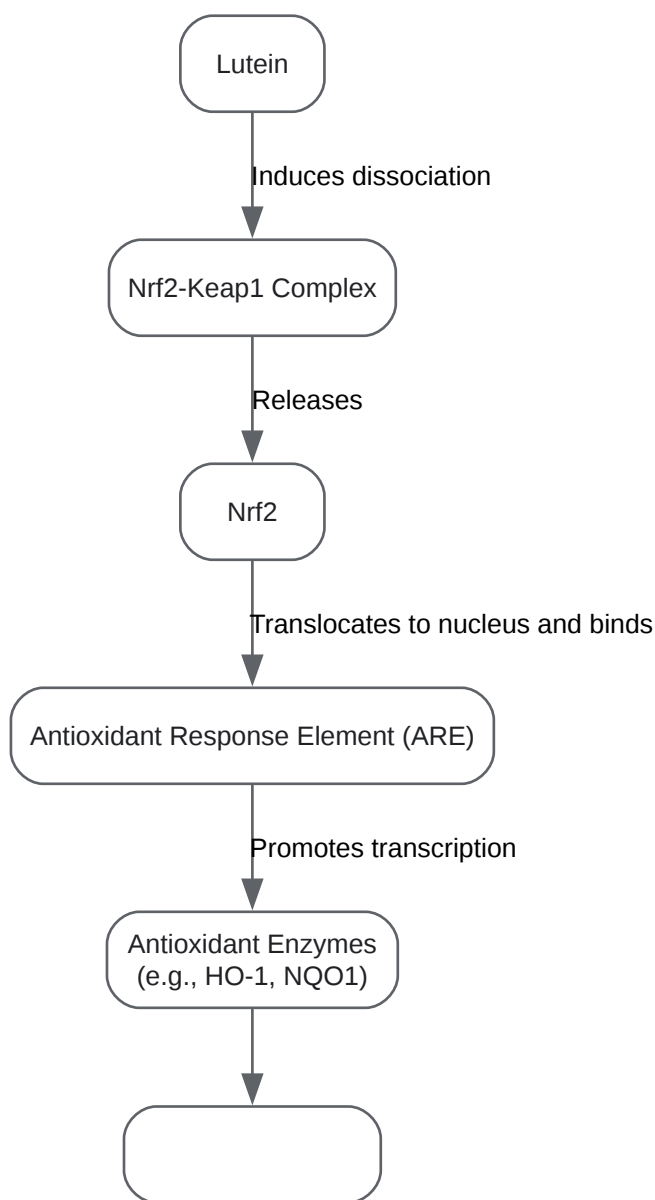 Lutein
Induces dissociation
Nrf2-Keap1 Complex
Releases
Nrf2
Translocates to nucleus and binds
Antioxidant Response Element (ARE)
Promotes transcription
Antioxidant Enzymes
(e.g., HO-1, NQO1)